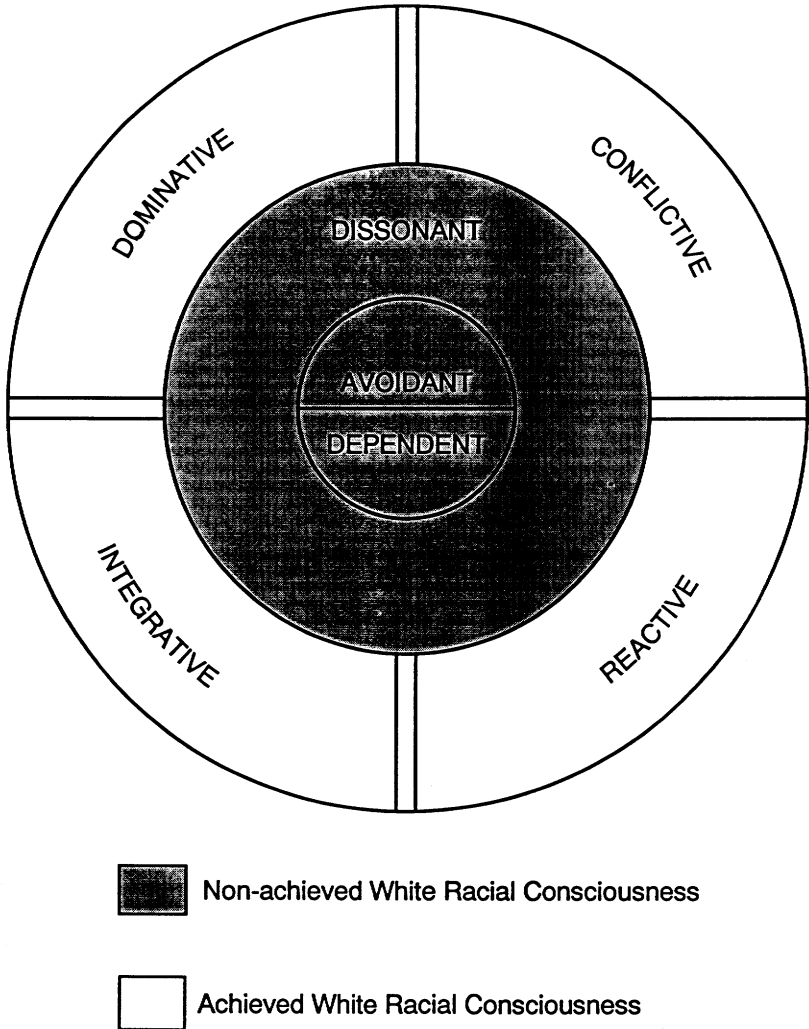 DOMINATIVE
CONFLICTIVE
DISSONANT
AVOIDANT
DEPENDENT
INTEGRATIVE
REACTIVE
Non-achieved White Racial Consciousness
Achieved White Racial Consciousness